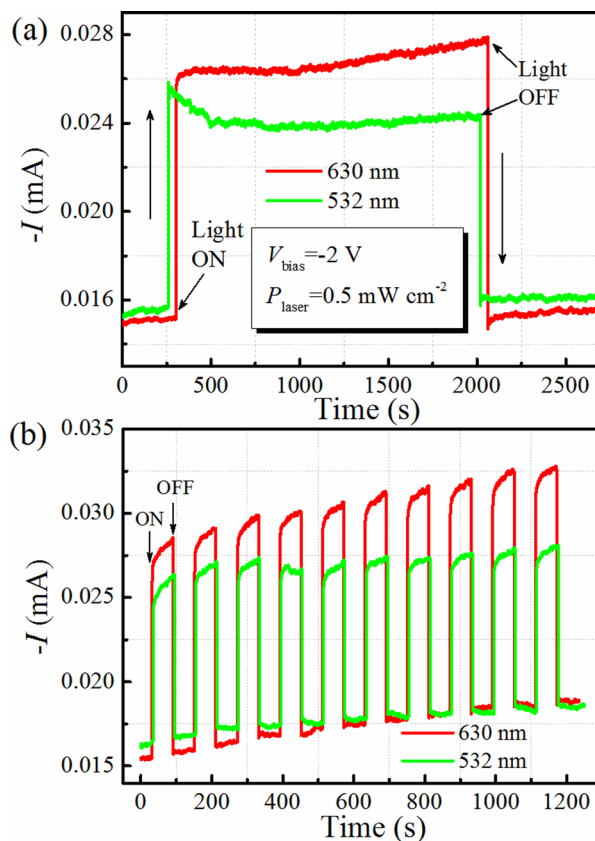 (a)
0.028
0.024
0.020
0.016
-I (mA)
Light
OFF
630 nm
532 nm
Light
ON
V_bias=-2 V
P_laser=0.5 mW cm⁻²
0 500 1000 1500 2000 2500
Time (s)
(b)
0.035
0.030
0.025
0.020
0.015
-I (mA)
OFF
ON
630 nm
532 nm
0 200 400 600 800 1000 1200
Time (s)